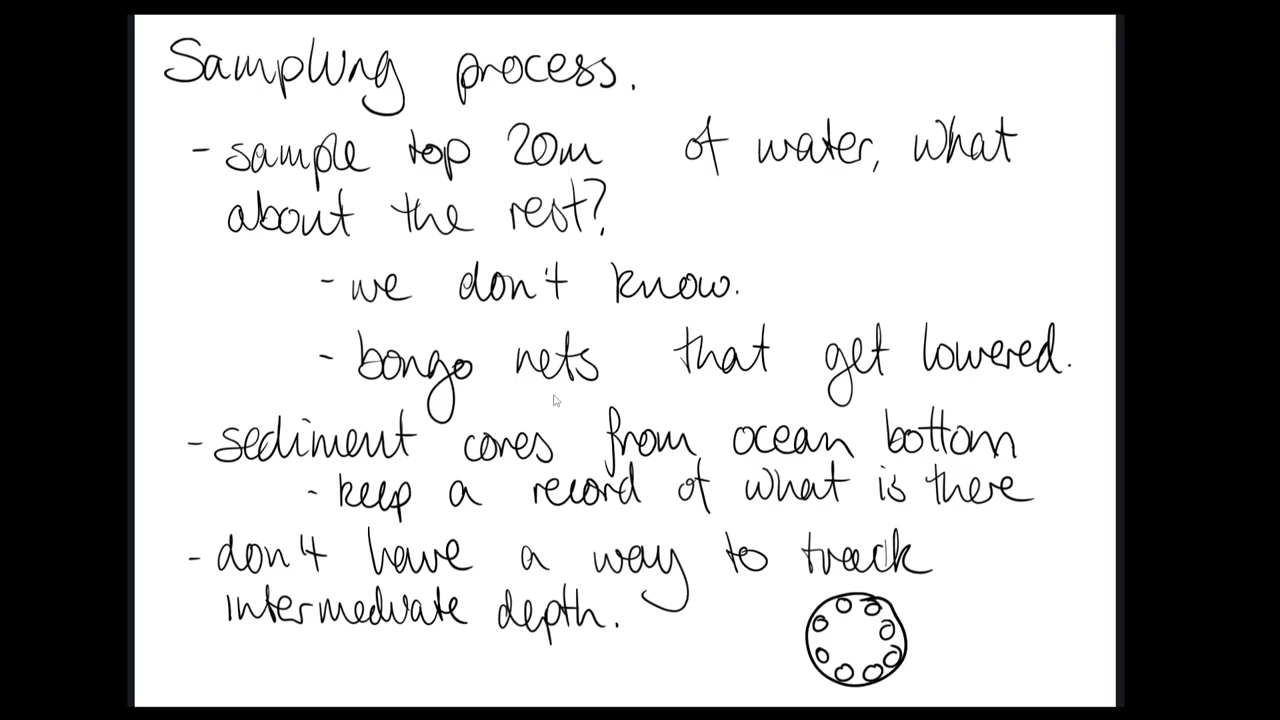 Sampling process.
- sample top 20m of water, what
about the rest?
- we don't know.
- bongo nets that get lowered.
- sediment cores from ocean bottom
- keep a record of what is there
- don't have a way to track
intermediate depth.